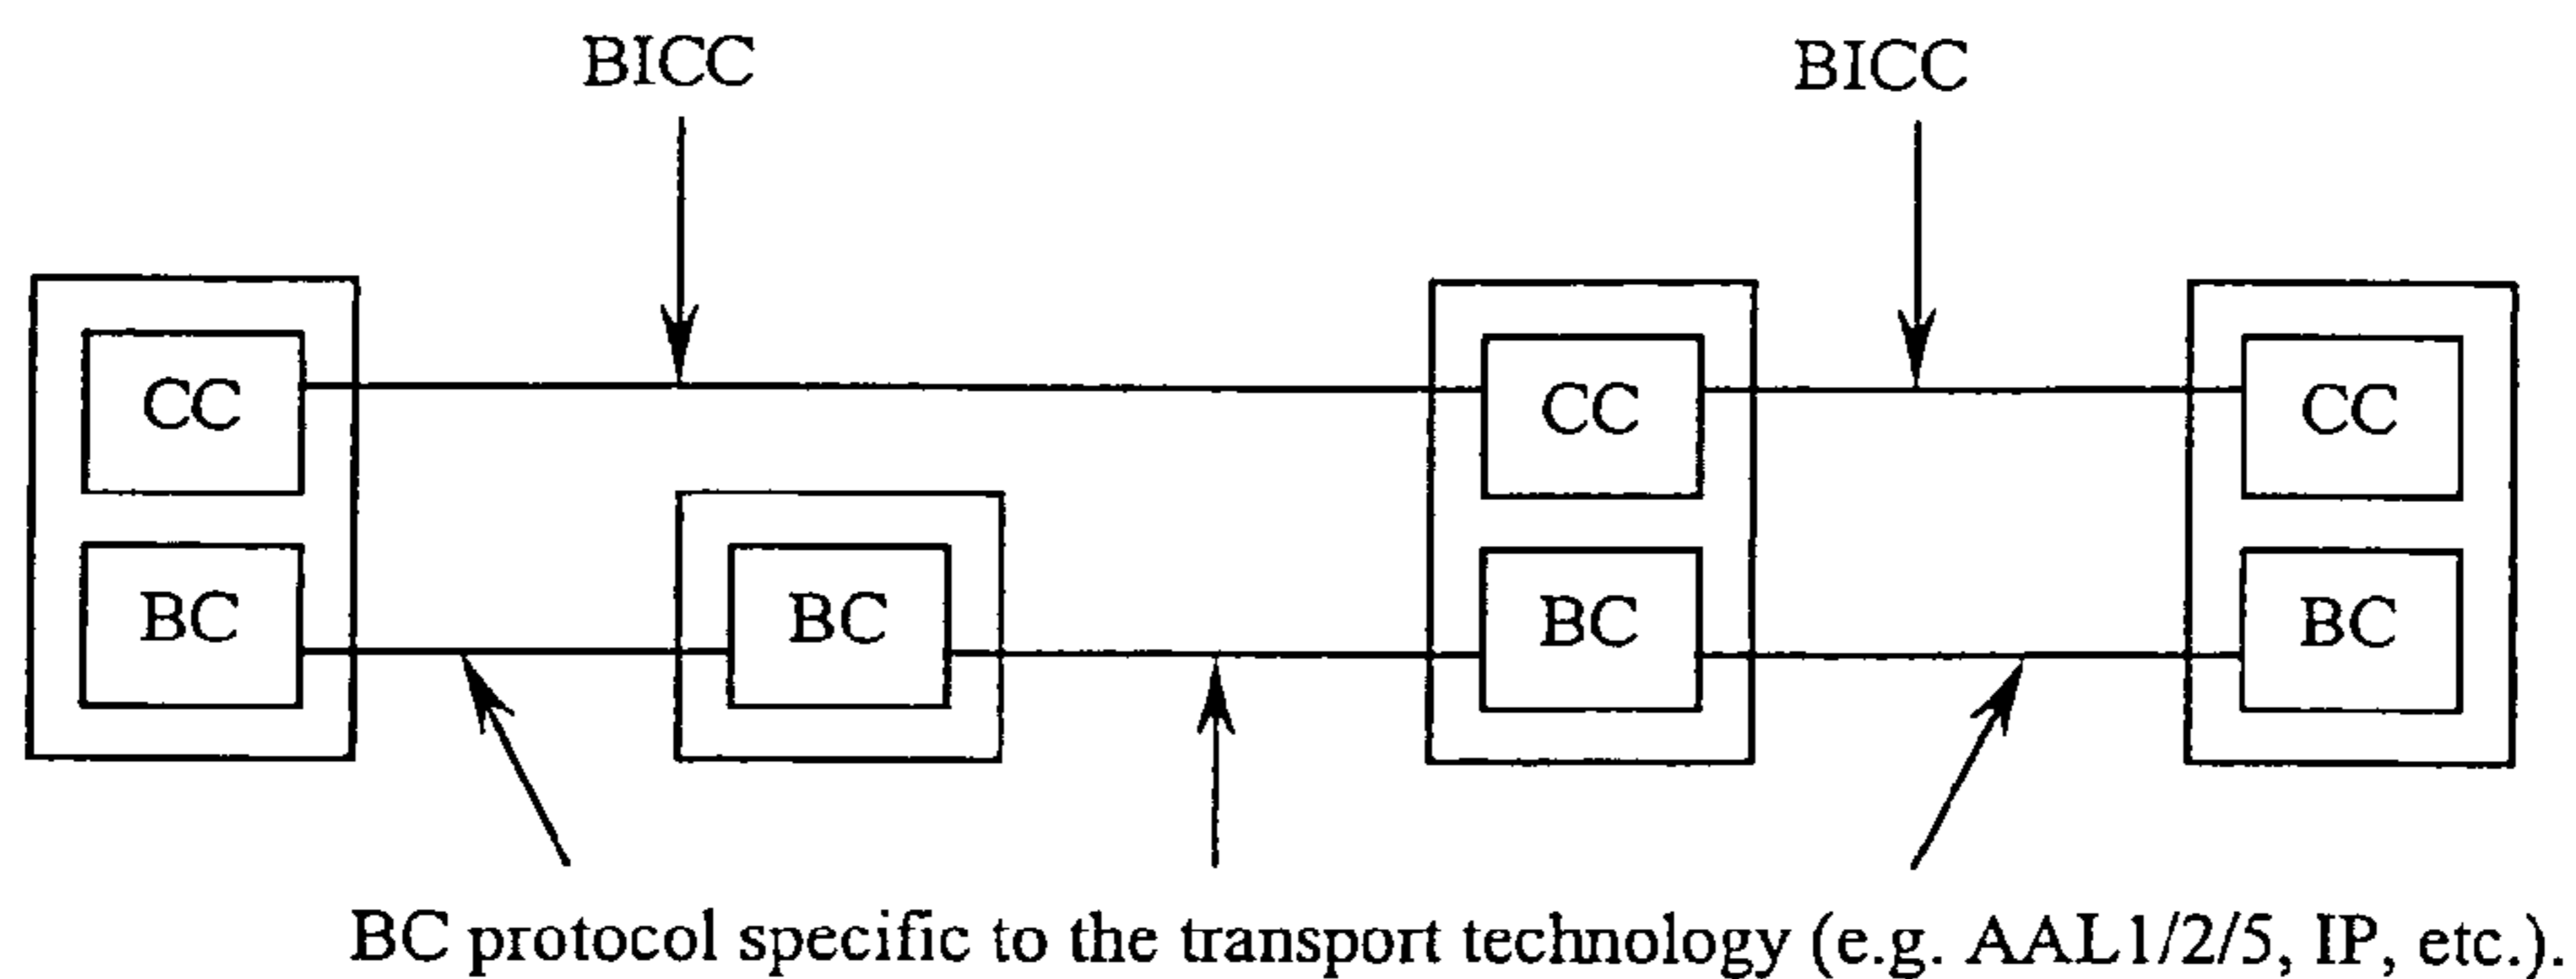 BICC BICC
CC CC CC
BC BC BC BC
BC protocol specific to the transport technology (e.g. AAL1/2/5, IP, etc.).